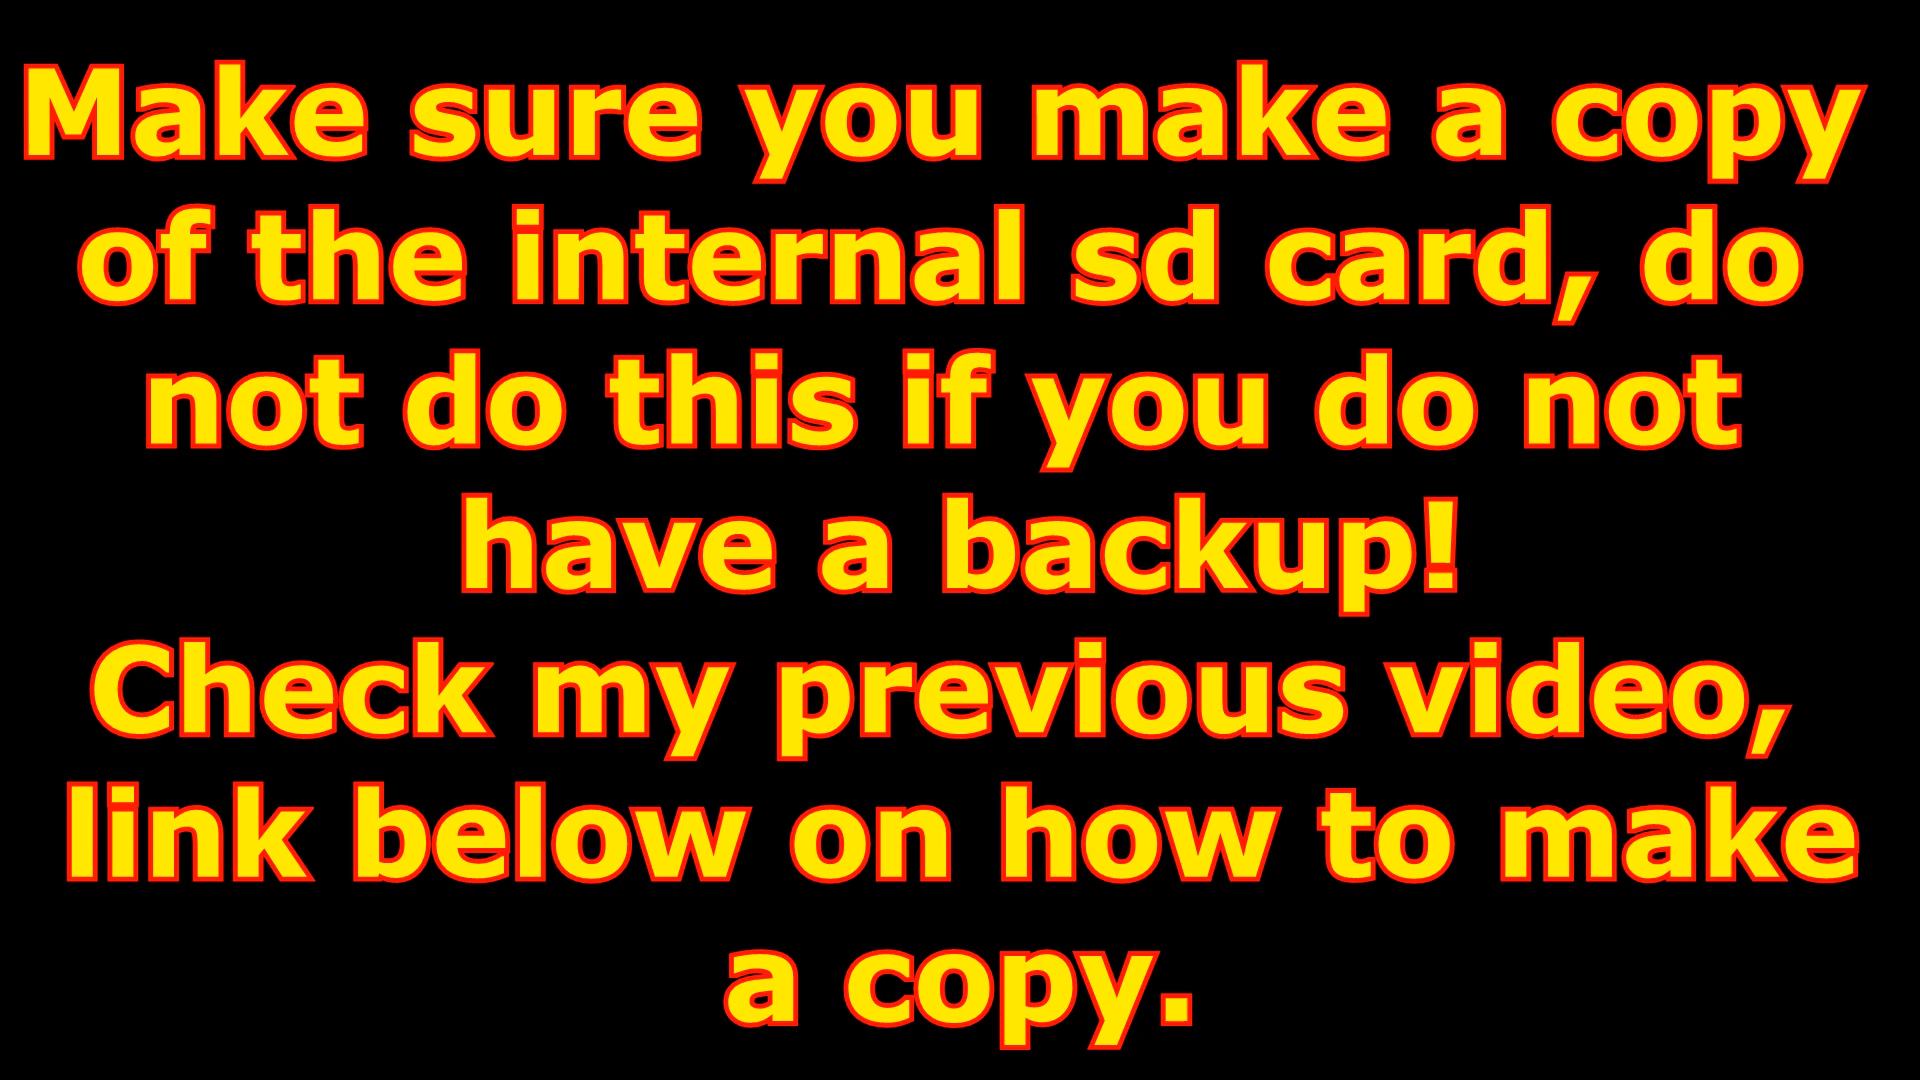 Make sure you make a copy
of the internal sd card, do
not do this if you do not
have a backup!
Check my previous video,
link below on how to make
a copy.